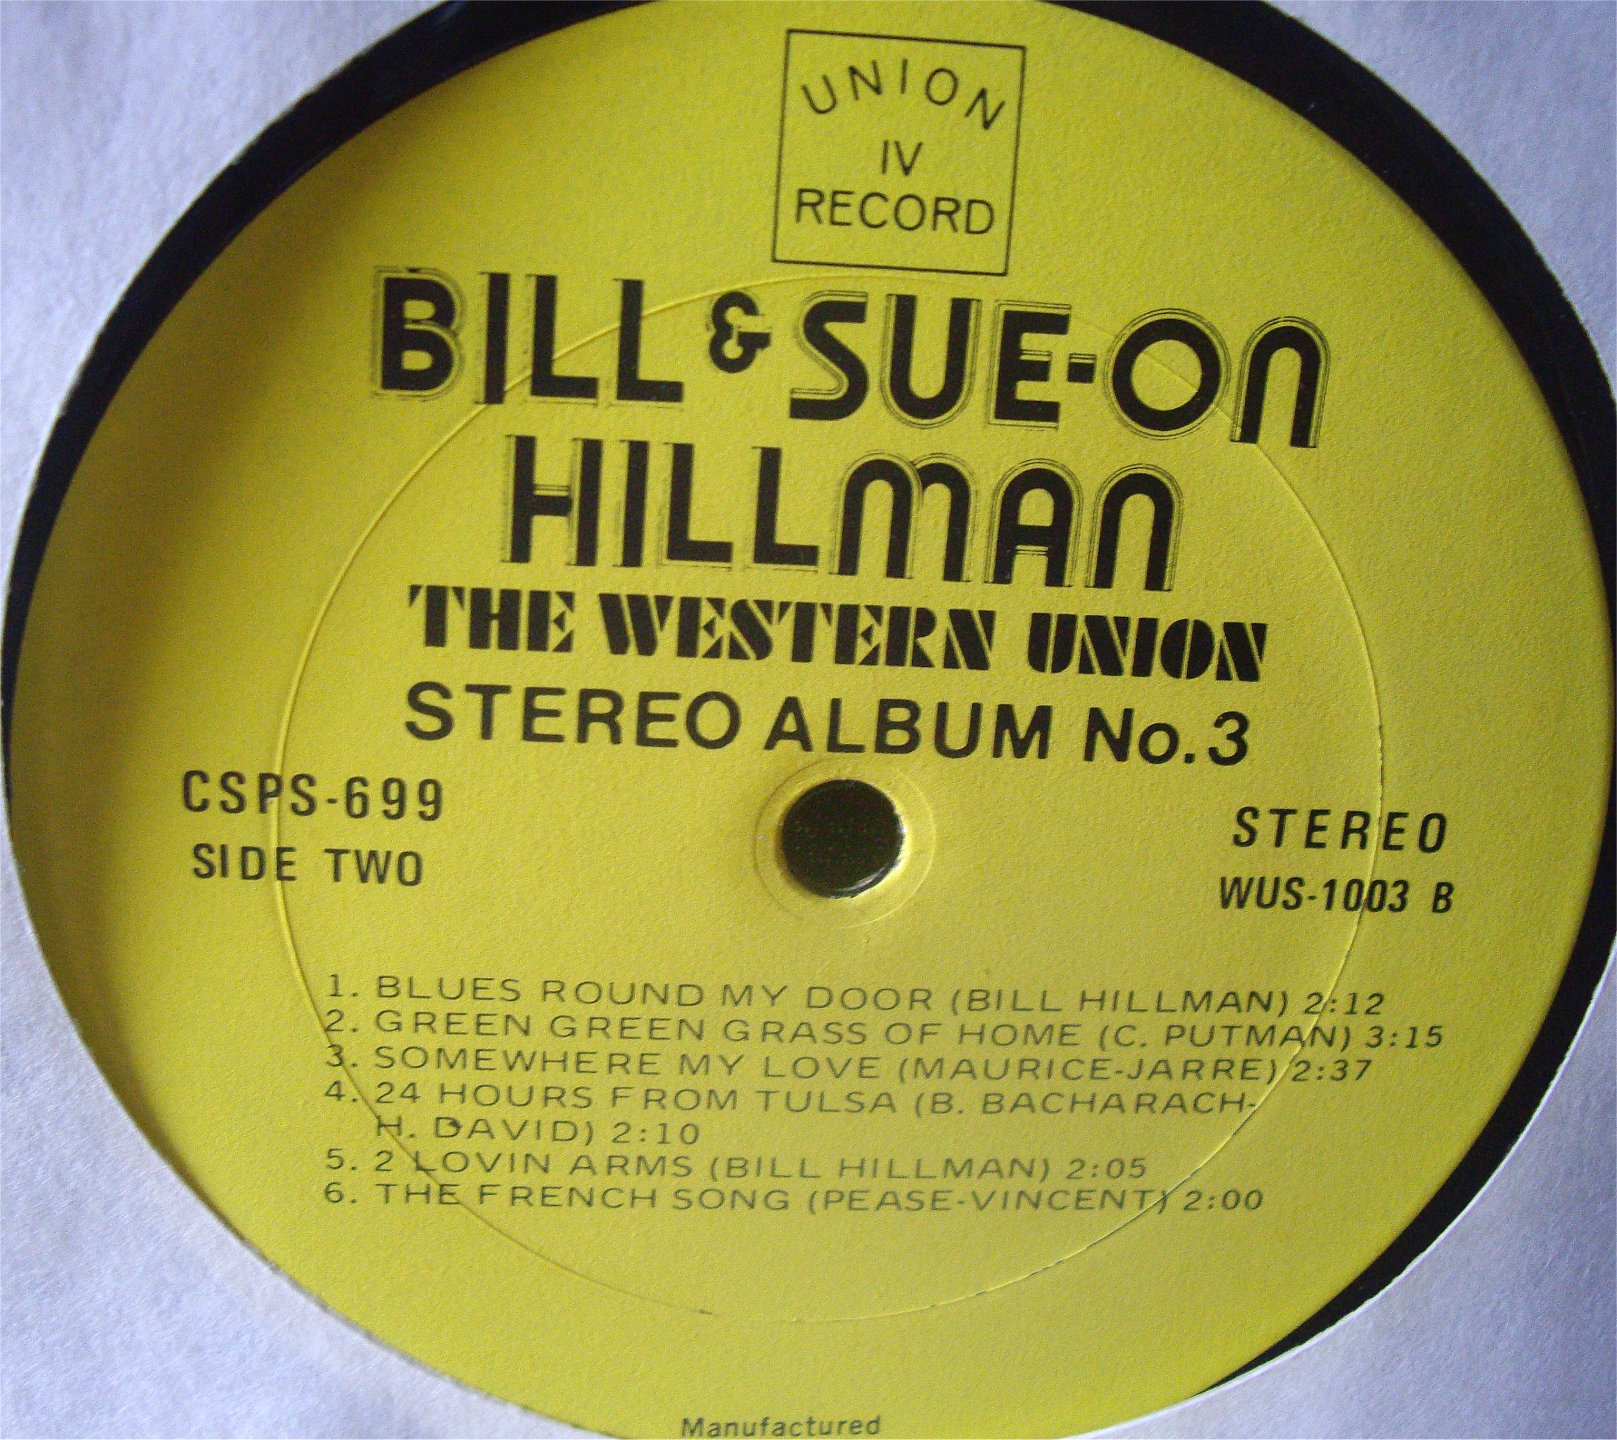 UNION
IV
RECORD
BILL & SUE-ON
HILLMAN
THE WESTERN UNION
STEREO ALBUM No. 3
CSPS-699
SIDE TWO
STEREO
WUS-1003 B
1. BLUES ROUND MY DOOR (BILL HILLMAN) 2:12
2. GREEN GREEN GRASS OF HOME (C. PUTMAN) 3:15
3. SOMEWHERE MY LOVE (MAURICE-JARRE) 2:37
4. 24 HOURS FROM TULSA (B. BACHARACH-
H. DAVID) 2:10
5. 2 LOVIN ARMS (BILL HILLMAN) 2:05
6. THE FRENCH SONG (PEASE-VINCENT) 2:00
Manufactured